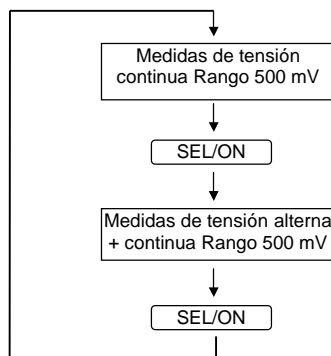 Medidas de tensión
continua Rango 500 mV
SEL/ON
Medidas de tensión alterna
+ continua Rango 500 mV
SEL/ON